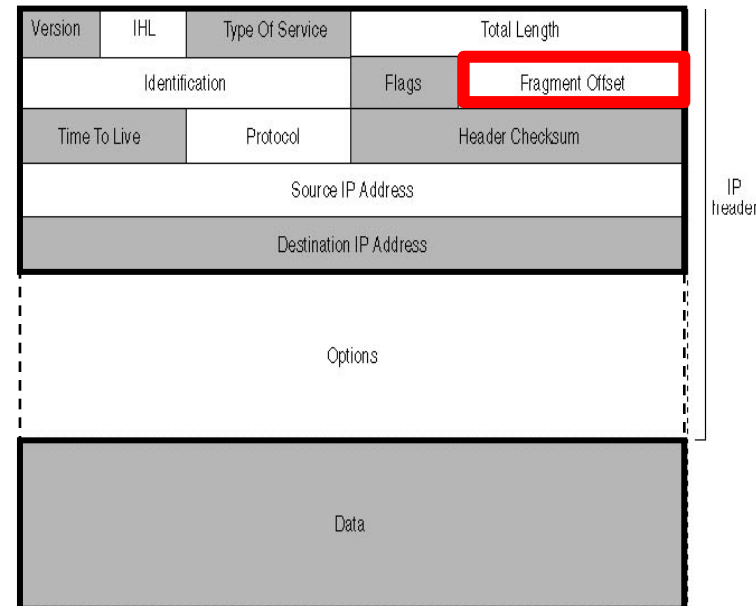 Version IHL Type Of Service Total Length
Identification Flags Fragment Offset
Time To Live Protocol Header Checksum
Source IP Address
Destination IP Address
IP
header
Options
Data